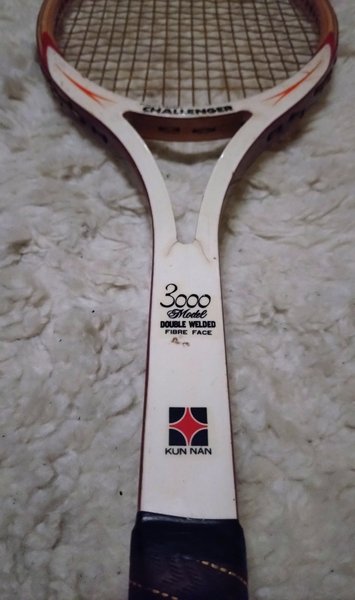 CHALLENGER
3000
Model
DOUBLE WELDED
FIBRE FACE
KUN NAN